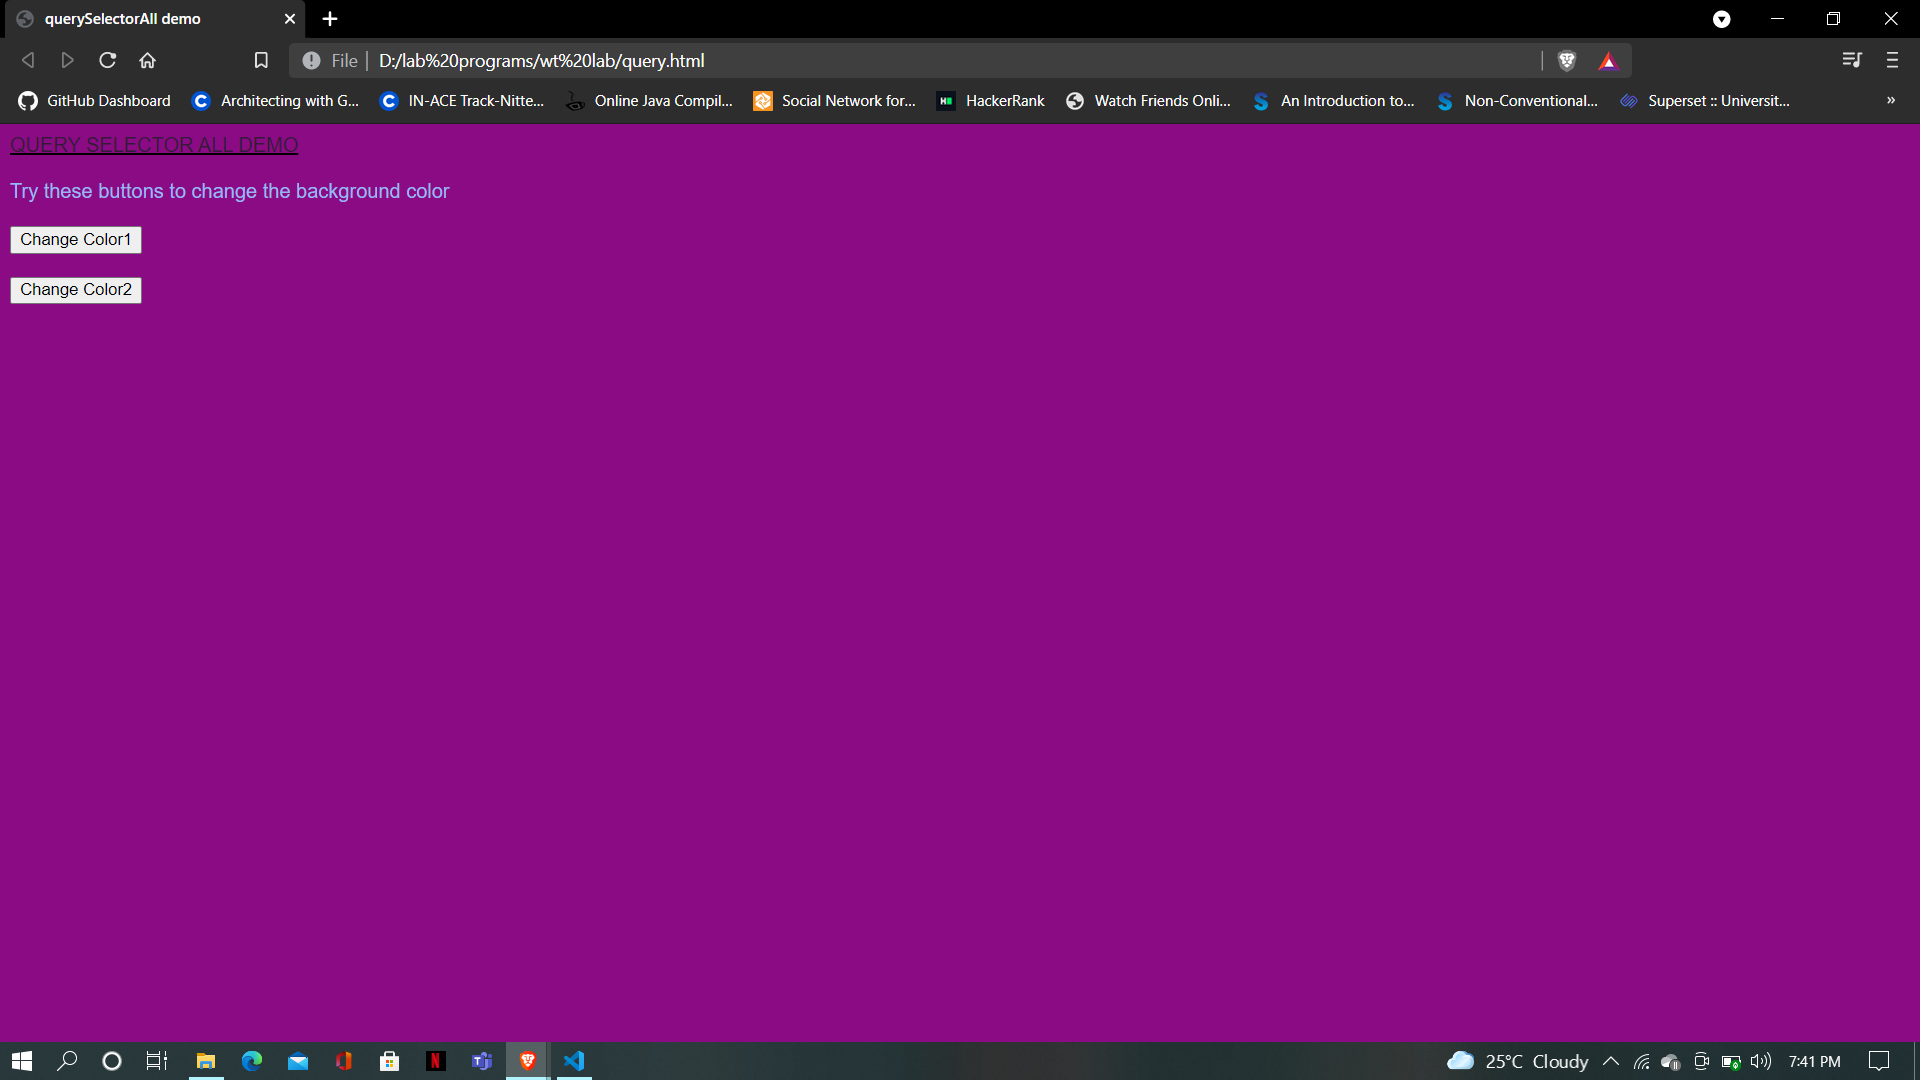 querySelectorAll demo
File | D:/lab%20programs/wt%20lab/query.html
GitHub Dashboard Architecting with G... IN-ACE Track-Nitte... Online Java Compil... Social Network for... HackerRank Watch Friends Onli... An Introduction to... Non-Conventional... Superset :: Universit... »
QUERY SELECTOR ALL DEMO
Try these buttons to change the background color
Change Color1
Change Color2
25°C Cloudy 7:41 PM